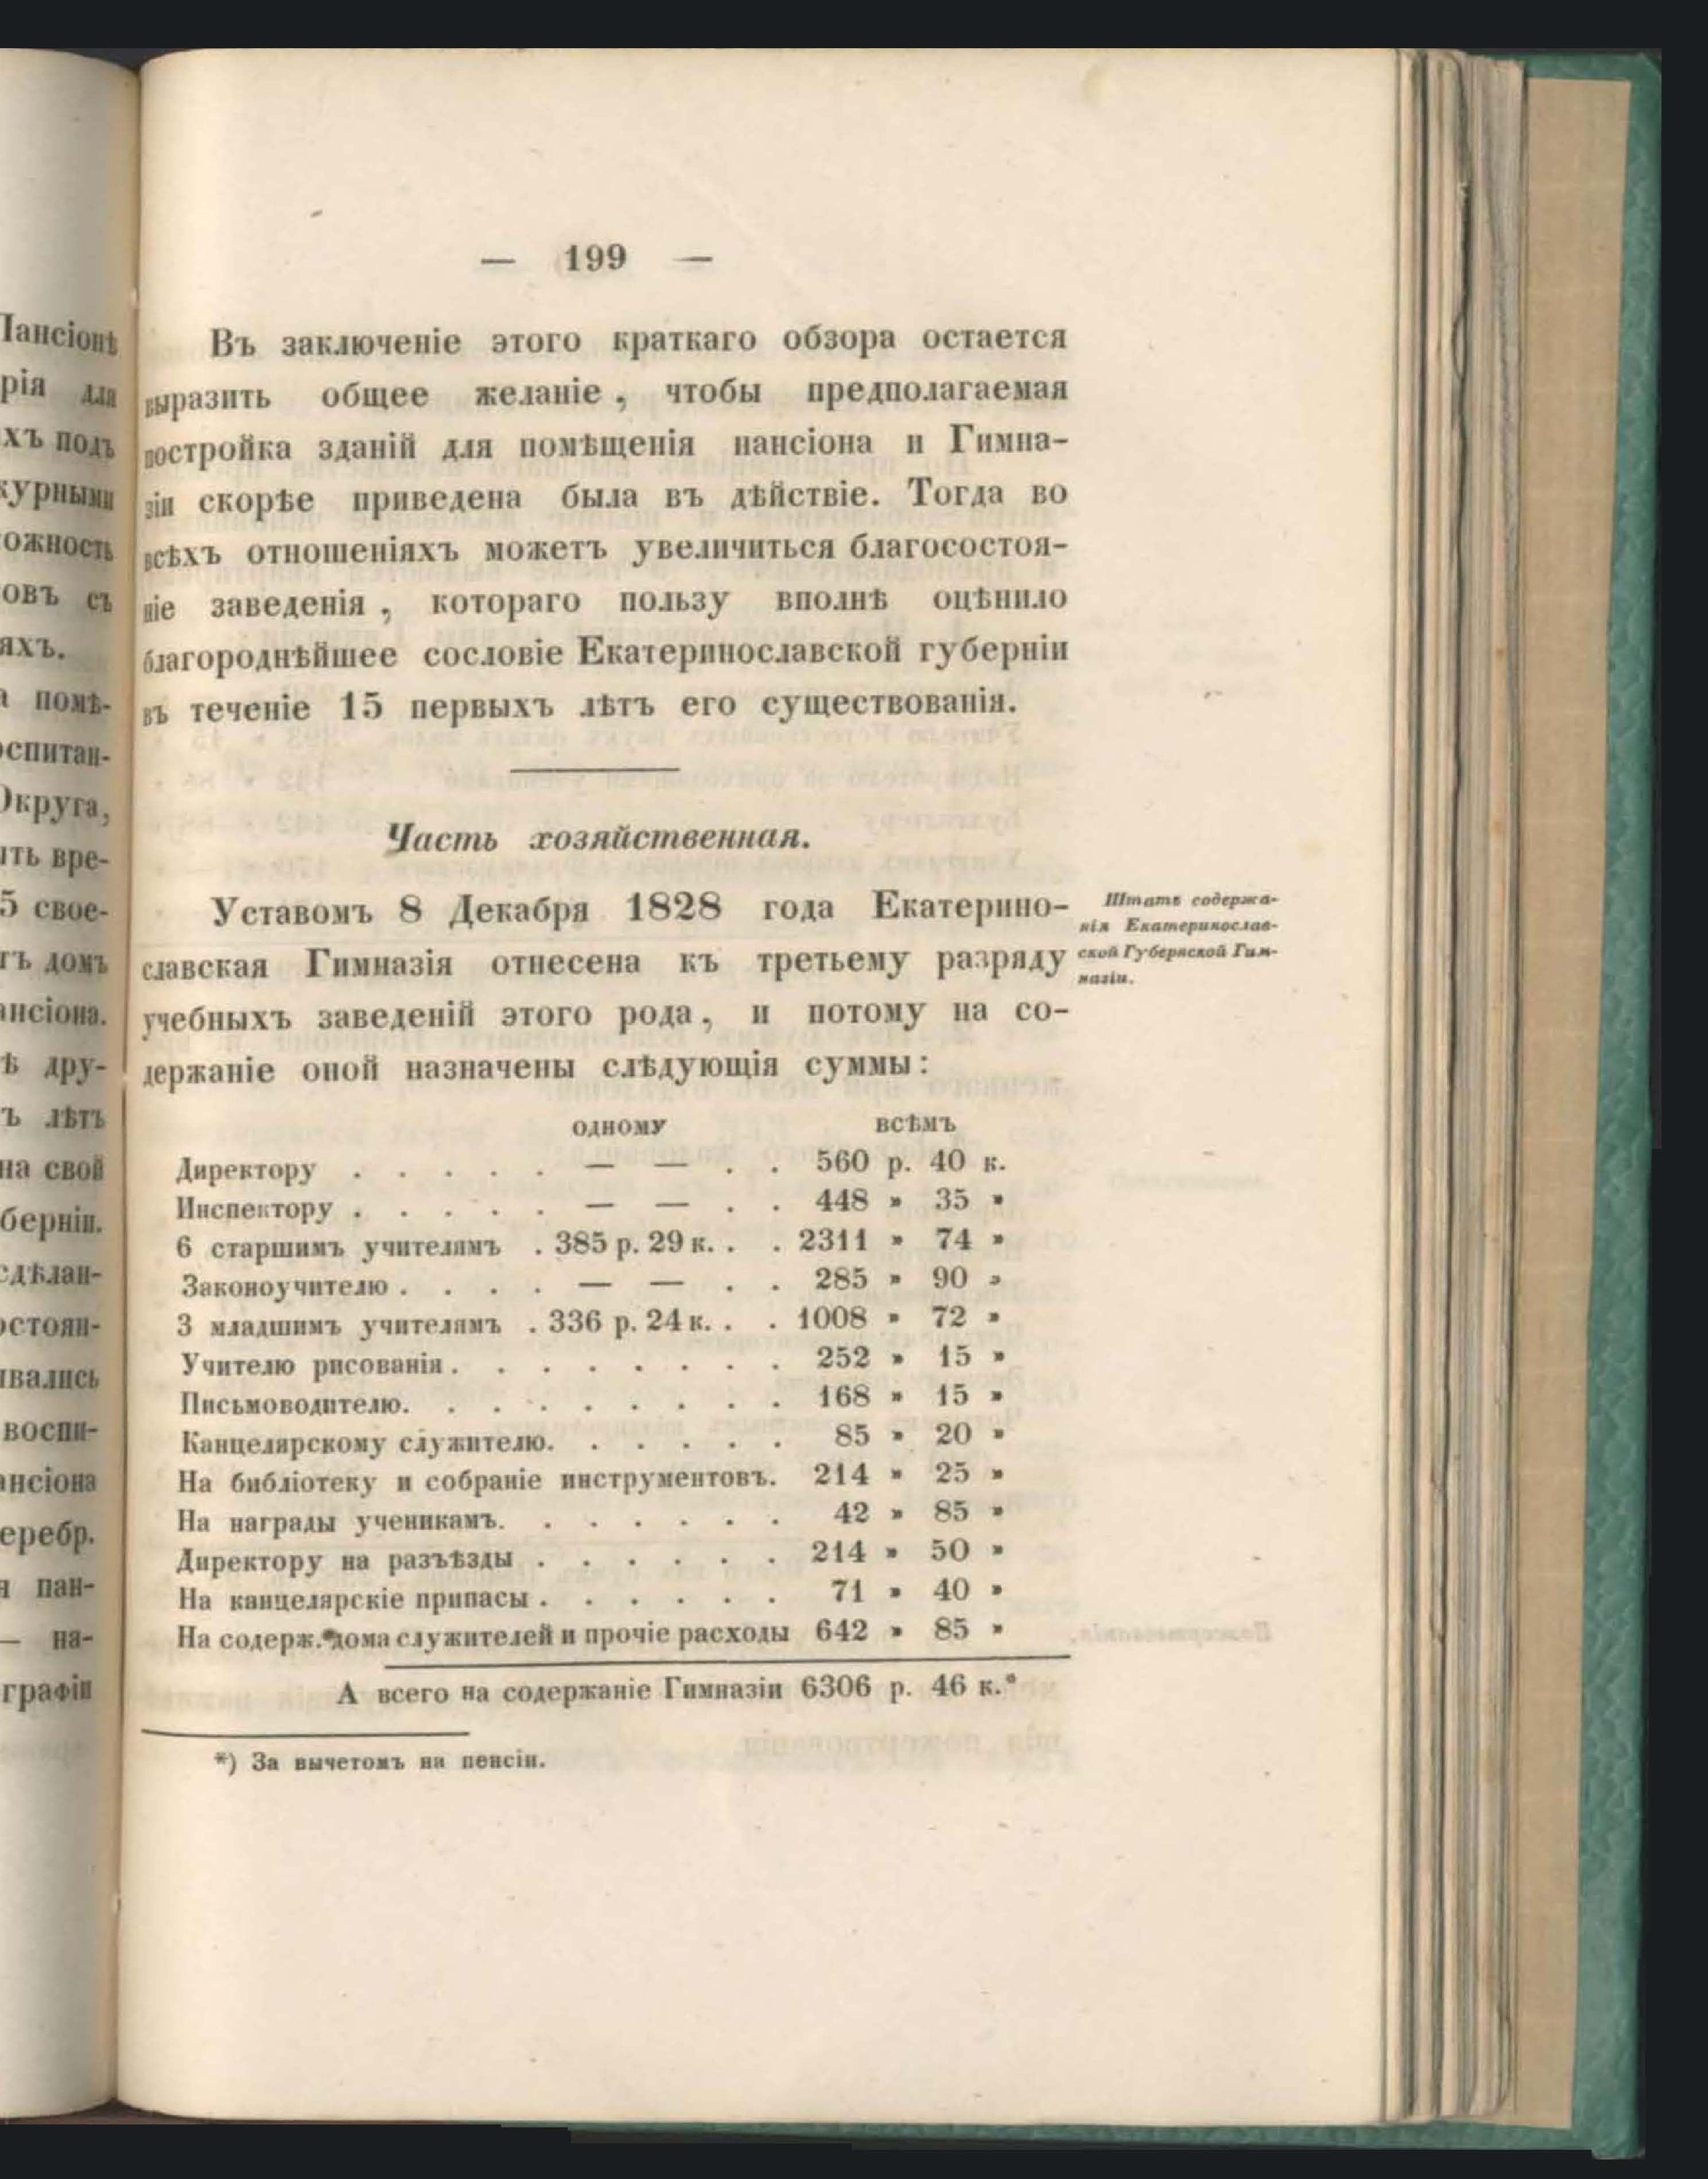 — 199 —
Въ заключеніе этого краткаго обзора остается
выразить общее желаніе, чтобы предполагаемая
постройка зданій для помѣщенія пансіона и Гимна-
зіи скорѣе приведена была въ дѣйствіе. Тогда во
всѣхъ отношеніяхъ можетъ увеличиться благосостоя-
ніе заведенія, котораго пользу вполнѣ оцѣнило
благороднѣйшее сословіе Екатеринославской губерніи
въ теченіе 15 первыхъ лѣтъ его существованія.
Часть хозяйственная.
Уставомъ 8 Декабря 1828 года Екатерино-
славская Гимназія отнесена къ третьему разряду
учебныхъ заведеній этого рода, и потому на со-
держаніе оной назначены слѣдующія суммы:
Штатъ содержа-
нія Екатеринослав-
ской Губернской Гим-
назіи.
одному всѣмъ
Директору . . . . . — — . . 560 р. 40 к.
Инспектору . . . . . — — . . 448 » 35 »
6 старшимъ учителямъ . 385 р. 29 к. . . 2311 » 74 »
Законоучителю . . . . — — . . 285 » 90 »
3 младшимъ учителямъ . 336 р. 24 к. . . 1008 » 72 »
Учителю рисованія . . . . . . . . 252 » 15 »
Письмоводителю. . . . . . . . . 168 » 15 »
Канцелярскому служителю. . . . . . 85 » 20 »
На библіотеку и собраніе инструментовъ. 214 » 25 »
На награды ученикамъ. . . . . . . 42 » 85 »
Директору на разъѣзды . . . . . . 214 » 50 »
На канцелярскіе припасы . . . . . . 71 » 40 »
На содерж. дома служителей и прочіе расходы 642 » 85 »
А всего на содержаніе Гимназіи 6306 р. 46 к.*
*) За вычетомъ на пенсіи.